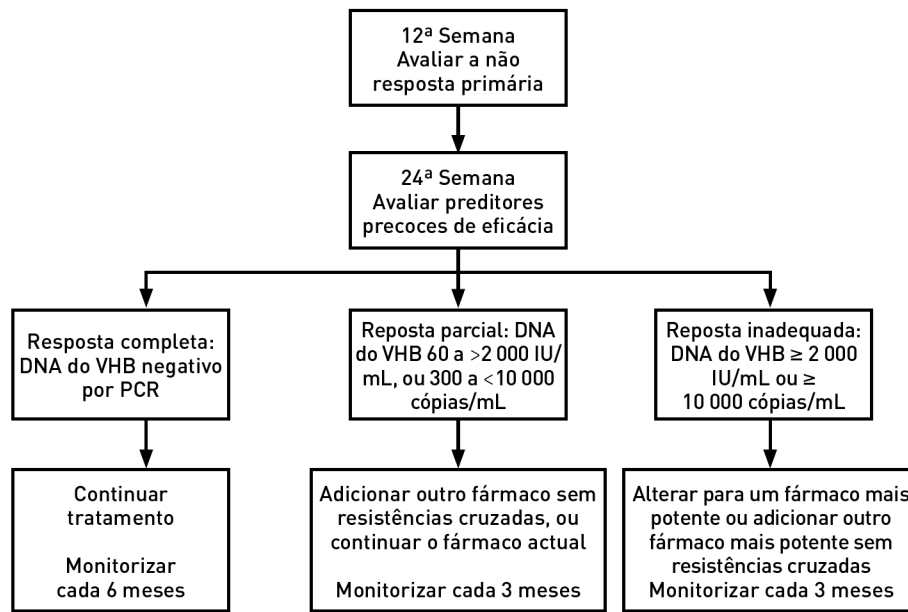 12ª Semana
Avaliar a não
resposta primária
24ª Semana
Avaliar preditores
precoces de eficácia
Resposta completa:
DNA do VHB negativo
por PCR
Reposta parcial: DNA
do VHB 60 a >2 000 IU/
mL, ou 300 a <10 000
cópias/mL
Reposta inadequada:
DNA do VHB ≥ 2 000
IU/mL ou ≥
10 000 cópias/mL
Continuar
tratamento
Monitorizar
cada 6 meses
Adicionar outro fármaco sem
resistências cruzadas, ou
continuar o fármaco actual
Monitorizar cada 3 meses
Alterar para um fármaco mais
potente ou adicionar outro
fármaco mais potente sem
resistências cruzadas
Monitorizar cada 3 meses